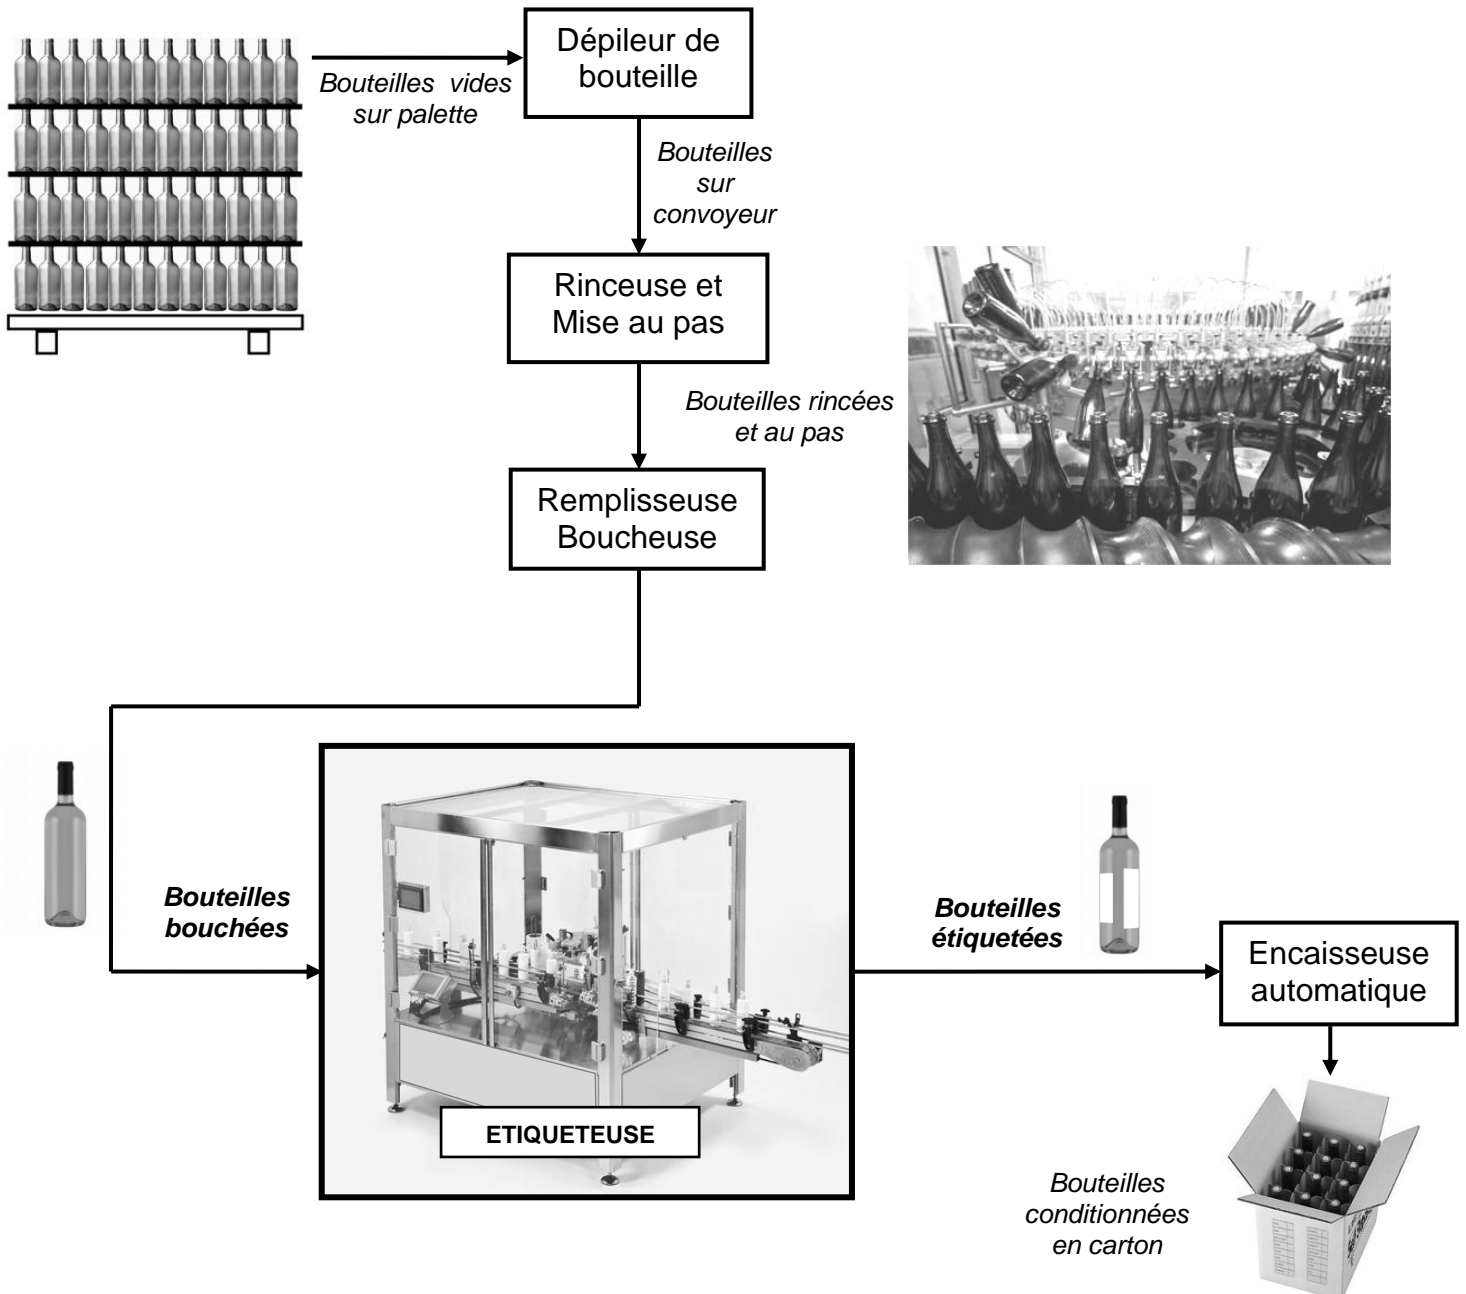 Dépileur de
bouteille
Bouteilles vides
sur palette
Bouteilles
sur
convoyeur
Rinceuse et
Mise au pas
Bouteilles rincées
et au pas
Remplisseuse
Boucheuse
Bouteilles
bouchées
ETIQUETEUSE
Bouteilles
étiquetées
Encaisseuse
automatique
Bouteilles
conditionnées
en carton